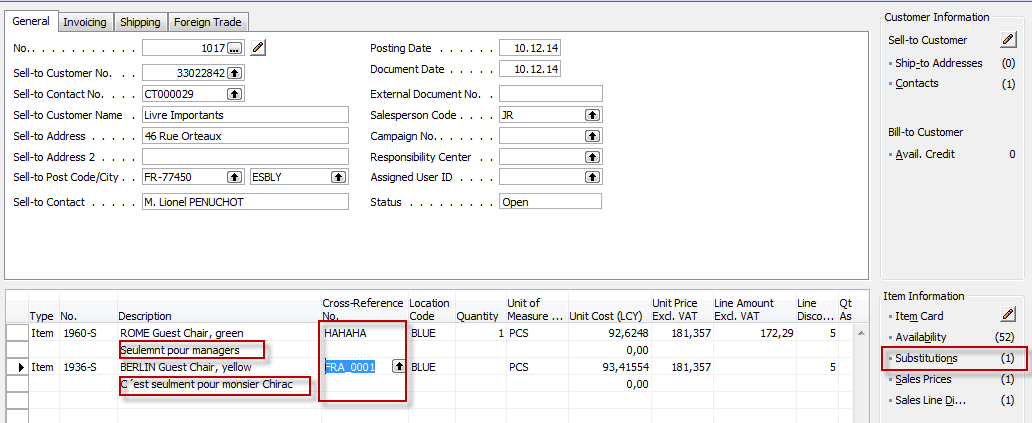 General Invoicing Shipping Foreign Trade
No. . . . . . . . . . . . 1017 ...
Sell-to Customer No. . . . 33022842
Sell-to Contact No. . . . . CT000029
Sell-to Customer Name . . Livre Importants
Sell-to Address . . . . . . 46 Rue Orteaux
Sell-to Address 2 . . . . .
Sell-to Post Code/City . . FR-77450 ESBLY
Sell-to Contact . . . . . . M. Lionel PENUCHOT
Posting Date . . . . . . 10.12.14
Document Date . . . . . 10.12.14
External Document No. . .
Salesperson Code . . . . JR
Campaign No. . . . . . .
Responsibility Center . .
Assigned User ID . . . .
Status . . . . . . . . . Open
Customer Information
Sell-to Customer
Ship-to Addresses (0)
Contacts (1)
Bill-to Customer
Avail. Credit 0
Type No. Description Cross-Reference No. Location Code Quantity Unit of Measure ... Unit Cost (LCY) Unit Price Excl. VAT Line Amount Excl. VAT Line Disco... Qt As
Item 1960-S ROME Guest Chair, green HAHAHA BLUE 1 PCS 92,6248 181,357 172,29 5
Seulemnt pour managers 0,00
Item 1936-S BERLIN Guest Chair, yellow FRA_0001 BLUE PCS 93,41554 181,357 5
C´est seulment pour monsier Chirac 0,00
Item Information
Item Card
Availability (52)
Substitutions (1)
Sales Prices (1)
Sales Line Di... (1)